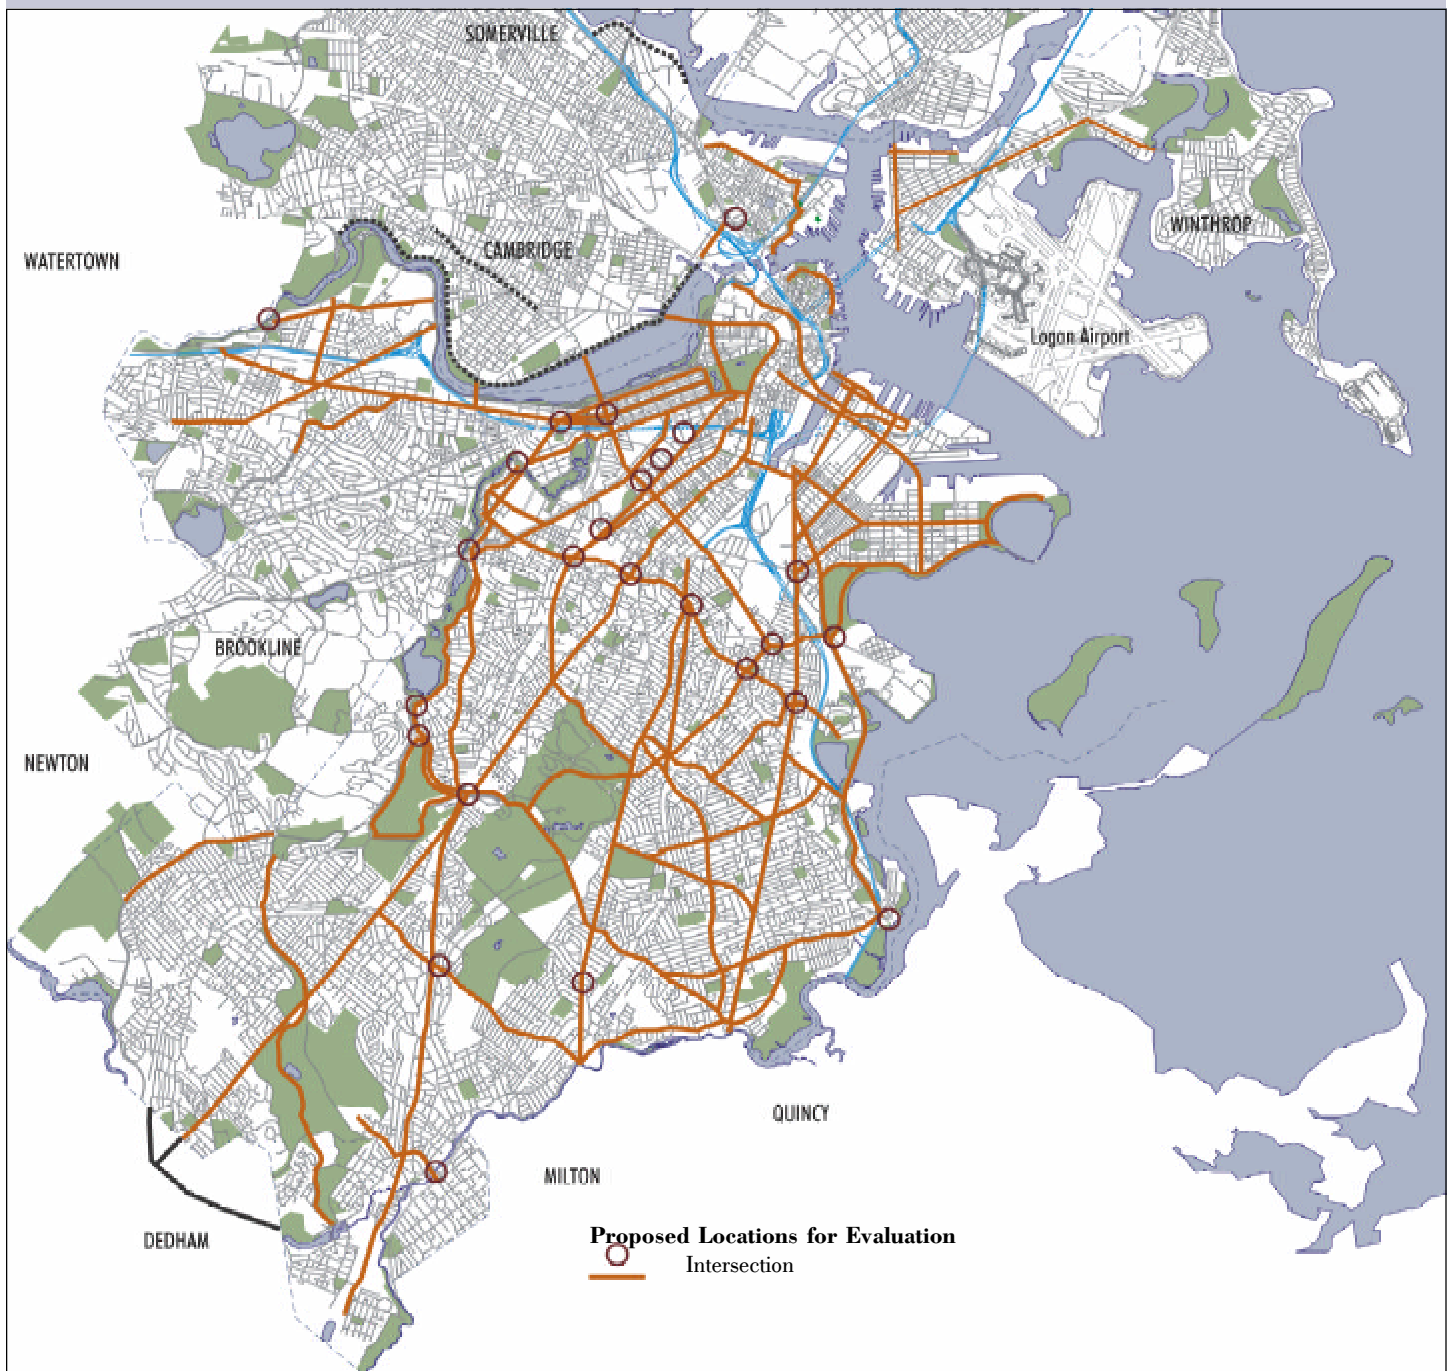 SOMERVILLE
WINTHROP
CAMBRIDGE
WATERTOWN
Logan Airport
BROOKLINE
NEWTON
QUINCY
MILTON
DEDHAM
Proposed Locations for Evaluation
Intersection